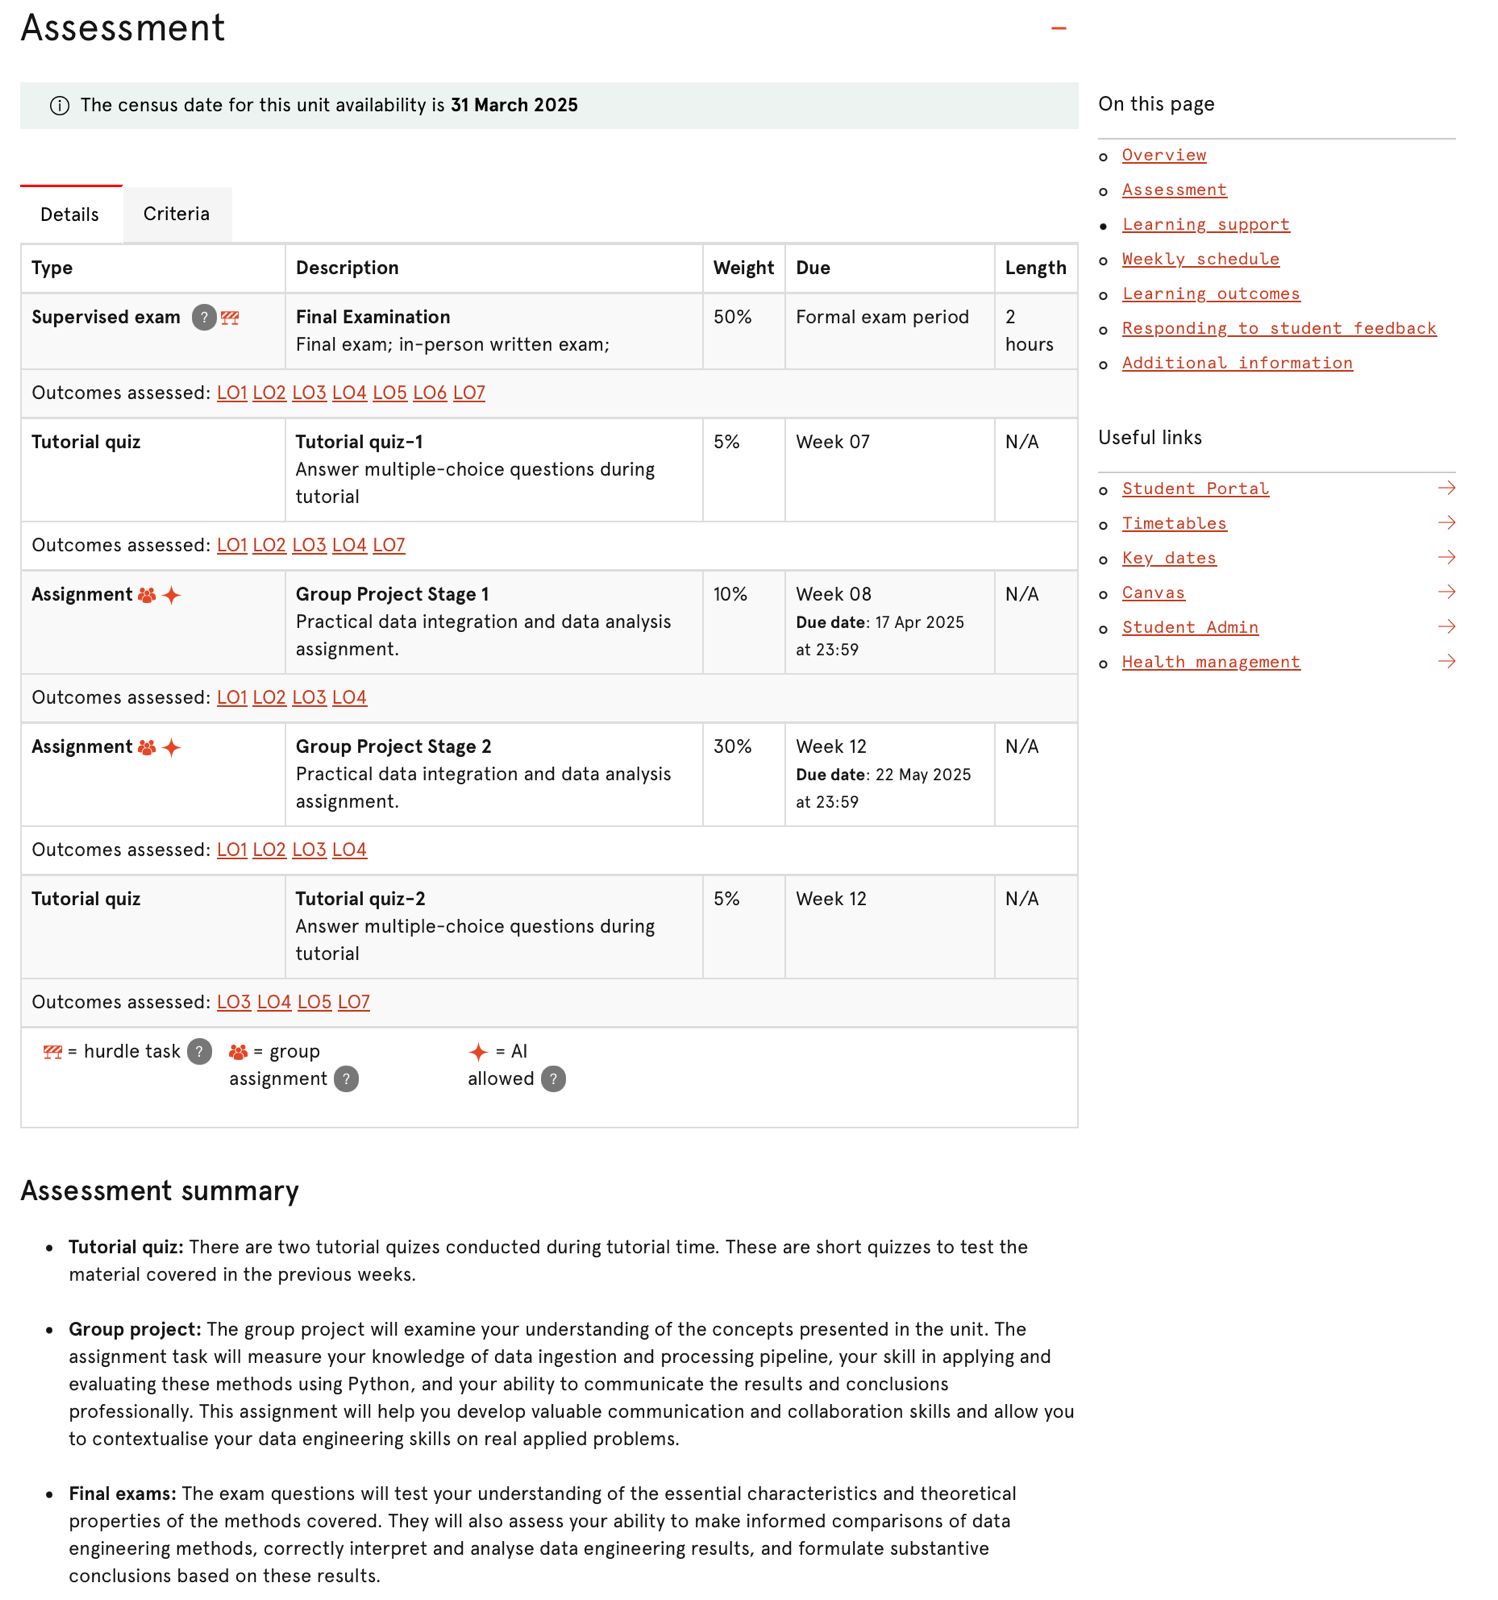 Assessment
The census date for this unit availability is 31 March 2025
Details
Criteria
Type Description Weight Due Length
Supervised exam ? Final Examination 50% Formal exam period 2
Final exam; in-person written exam; hours
Outcomes assessed: LO1 LO2 LO3 LO4 LO5 LO6 LO7
Tutorial quiz Tutorial quiz-1 5% Week 07 N/A
Answer multiple-choice questions during
tutorial
Outcomes assessed: LO1 LO2 LO3 LO4 LO7
Assignment Group Project Stage 1 10% Week 08 N/A
Practical data integration and data analysis Due date: 17 Apr 2025
assignment. at 23:59
Outcomes assessed: LO1 LO2 LO3 LO4
Assignment Group Project Stage 2 30% Week 12 N/A
Practical data integration and data analysis Due date: 22 May 2025
assignment. at 23:59
Outcomes assessed: LO1 LO2 LO3 LO4
Tutorial quiz Tutorial quiz-2 5% Week 12 N/A
Answer multiple-choice questions during
tutorial
Outcomes assessed: LO3 LO4 LO5 LO7
= hurdle task ? = group = AI
assignment ? allowed ?
Assessment summary
• Tutorial quiz: There are two tutorial quizes conducted during tutorial time. These are short quizzes to test the
material covered in the previous weeks.
• Group project: The group project will examine your understanding of the concepts presented in the unit. The
assignment task will measure your knowledge of data ingestion and processing pipeline, your skill in applying and
evaluating these methods using Python, and your ability to communicate the results and conclusions
professionally. This assignment will help you develop valuable communication and collaboration skills and allow you
to contextualise your data engineering skills on real applied problems.
• Final exams: The exam questions will test your understanding of the essential characteristics and theoretical
properties of the methods covered. They will also assess your ability to make informed comparisons of data
engineering methods, correctly interpret and analyse data engineering results, and formulate substantive
conclusions based on these results.
On this page
Overview
Assessment
Learning support
Weekly schedule
Learning outcomes
Responding to student feedback
Additional information
Useful links
Student Portal
Timetables
Key dates
Canvas
Student Admin
Health management